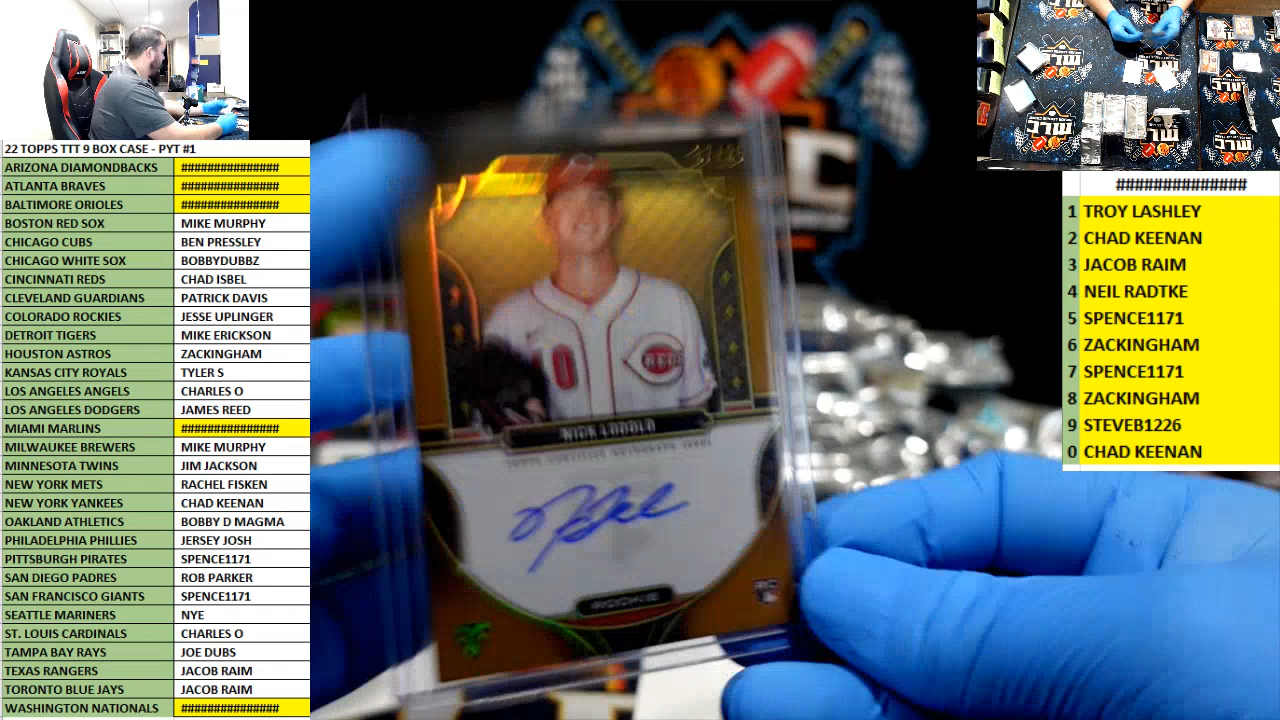 22 TOPPS TTT 9 BOX CASE - PYT #1
ARIZONA DIAMONDBACKS ###############
ATLANTA BRAVES ###############
BALTIMORE ORIOLES ###############
BOSTON RED SOX MIKE MURPHY
CHICAGO CUBS BEN PRESSLEY
CHICAGO WHITE SOX BOBBYDUBBZ
CINCINNATI REDS CHAD ISBEL
CLEVELAND GUARDIANS PATRICK DAVIS
COLORADO ROCKIES JESSE UPLINGER
DETROIT TIGERS MIKE ERICKSON
HOUSTON ASTROS ZACKINGHAM
KANSAS CITY ROYALS TYLER S
LOS ANGELES ANGELS CHARLES O
LOS ANGELES DODGERS JAMES REED
MIAMI MARLINS ###############
MILWAUKEE BREWERS MIKE MURPHY
MINNESOTA TWINS JIM JACKSON
NEW YORK METS RACHEL FISKEN
NEW YORK YANKEES CHAD KEENAN
OAKLAND ATHLETICS BOBBY D MAGMA
PHILADELPHIA PHILLIES JERSEY JOSH
PITTSBURGH PIRATES SPENCE1171
SAN DIEGO PADRES ROB PARKER
SAN FRANCISCO GIANTS SPENCE1171
SEATTLE MARINERS NYE
ST. LOUIS CARDINALS CHARLES O
TAMPA BAY RAYS JOE DUBS
TEXAS RANGERS JACOB RAIM
TORONTO BLUE JAYS JACOB RAIM
WASHINGTON NATIONALS ###############
REDS
NICK LODOLO
ROOKIE
RC
##############
1 TROY LASHLEY
2 CHAD KEENAN
3 JACOB RAIM
4 NEIL RADTKE
5 SPENCE1171
6 ZACKINGHAM
7 SPENCE1171
8 ZACKINGHAM
9 STEVEB1226
0 CHAD KEENAN